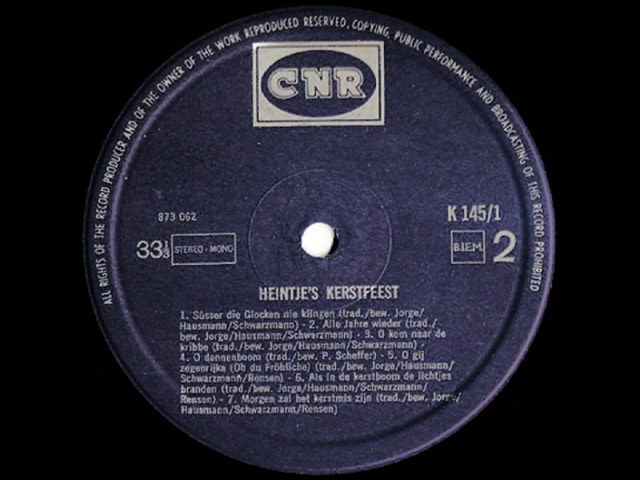 ALL RIGHTS OF THE RECORD PRODUCER AND OF THE OWNER OF THE WORK REPRODUCED RESERVED, COPYING, PUBLIC PERFORMANCE AND BROADCASTING OF THIS RECORD PROHIBITED
CNR
873 062
K 145/1
33⅓
STEREO - MONO
B.I.E.M.
2
HEINTJE'S KERSTFEEST
1. Süsser die Glocken nie klingen (trad./bew. Jorge/
Hausmann/Schwarzmann) - 2. Alle Jahre wieder (trad./
bew. Jorge/Hausmann/Schwarzmann) - 3. O kom naar de
kribbe (trad./bew. Jorge/Hausmann/Schwarzmann) -
4. O dennenboom (trad./bew. P. Scheffer) - 5. O gij
zegenrijke (Oh du Fröhliche) (trad./bew. Jorge/Hausmann/
Schwarzmann/Rensen) - 6. Als in de kerstboom de lichtjes
branden (trad./bew. Jorge/Hausmann/Schwarzmann/
Rensen) - 7. Morgen zal het kerstmis zijn (trad./bew. Jorge/
Hausmann/Schwarzmann/Rensen)